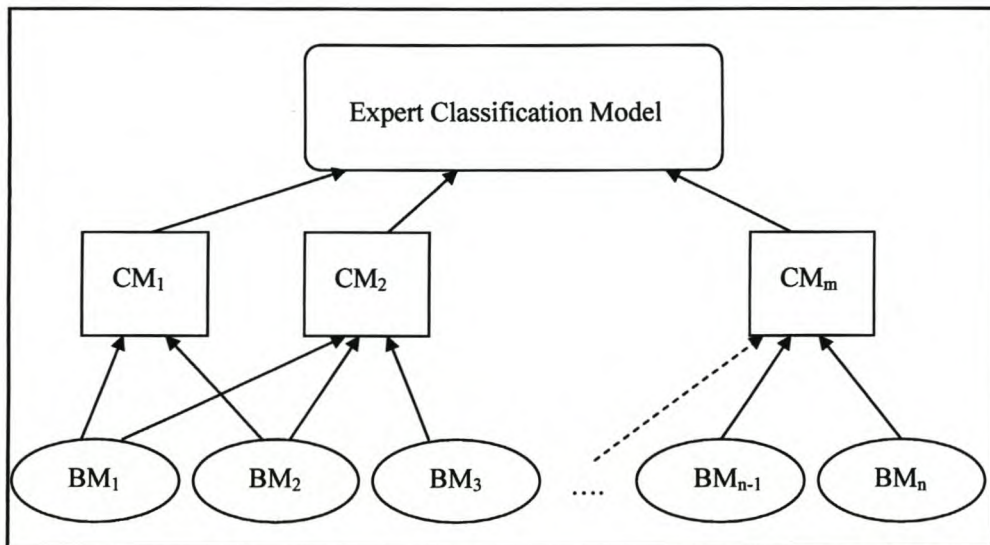 Expert Classification Model
CM₁ CM₂ CMₘ
BM₁ BM₂ BM₃ .... BMₙ₋₁ BMₙ